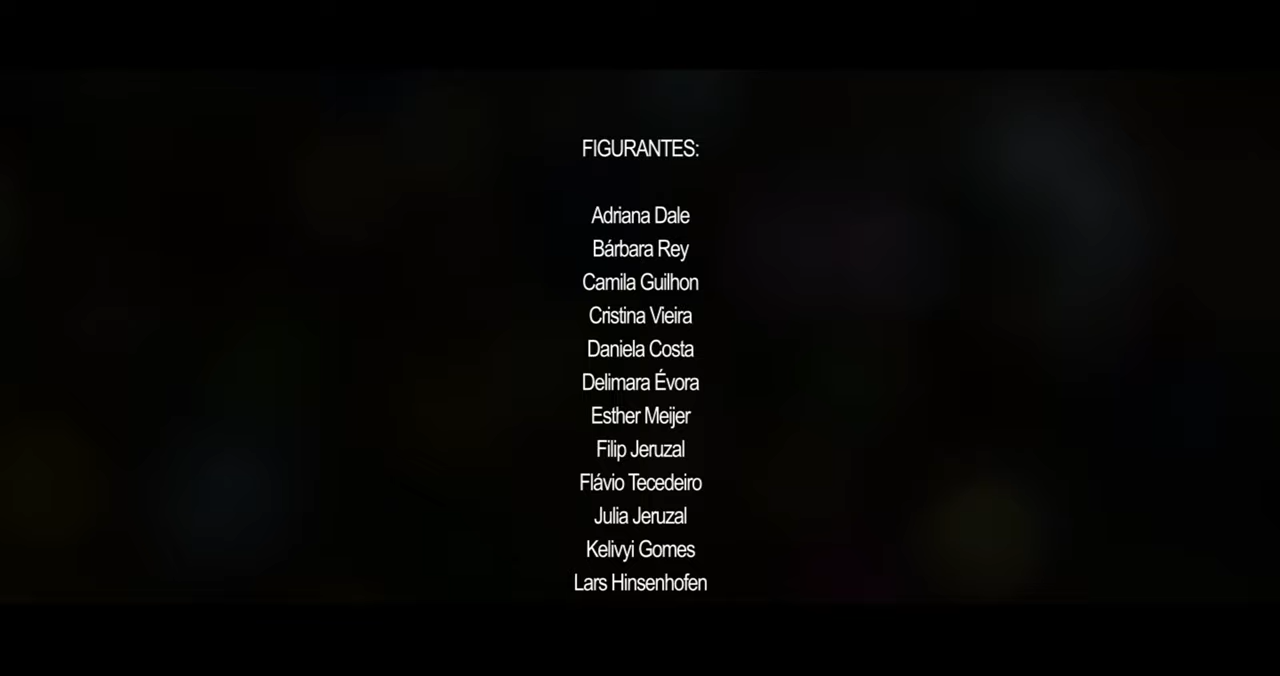 FIGURANTES:
Adriana Dale
Bárbara Rey
Camila Guilhon
Cristina Vieira
Daniela Costa
Delimara Évora
Esther Meijer
Filip Jeruzal
Flávio Tecedeiro
Julia Jeruzal
Kelivyi Gomes
Lars Hinsenhofen